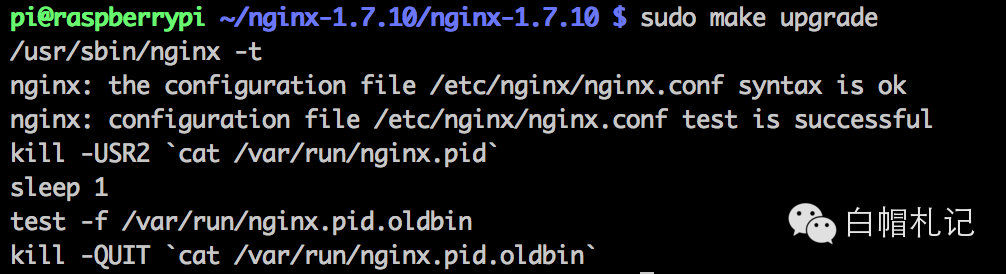 pi@raspberrypi ~/nginx-1.7.10/nginx-1.7.10 $ sudo make upgrade
/usr/sbin/nginx -t
nginx: the configuration file /etc/nginx/nginx.conf syntax is ok
nginx: configuration file /etc/nginx/nginx.conf test is successful
kill -USR2 `cat /var/run/nginx.pid`
sleep 1
test -f /var/run/nginx.pid.oldbin
kill -QUIT `cat /var/run/nginx.pid.oldbin`
白帽札记